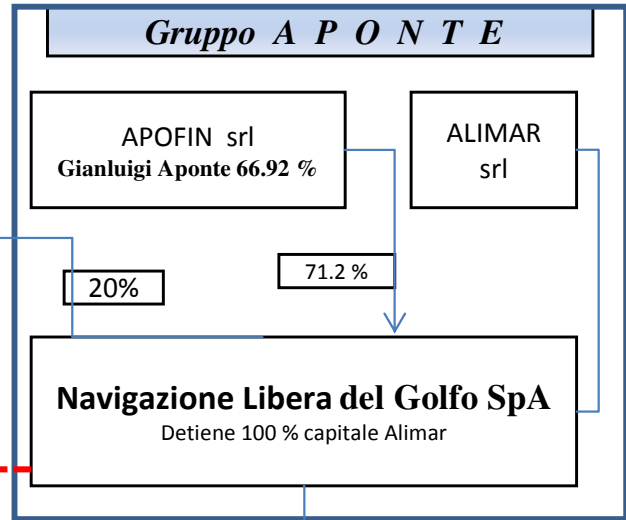 Gruppo A P O N T E
APOFIN srl
Gianluigi Aponte 66.92 %
ALIMAR
srl
20%
71.2 %
Navigazione Libera del Golfo SpA
Detiene 100 % capitale Alimar